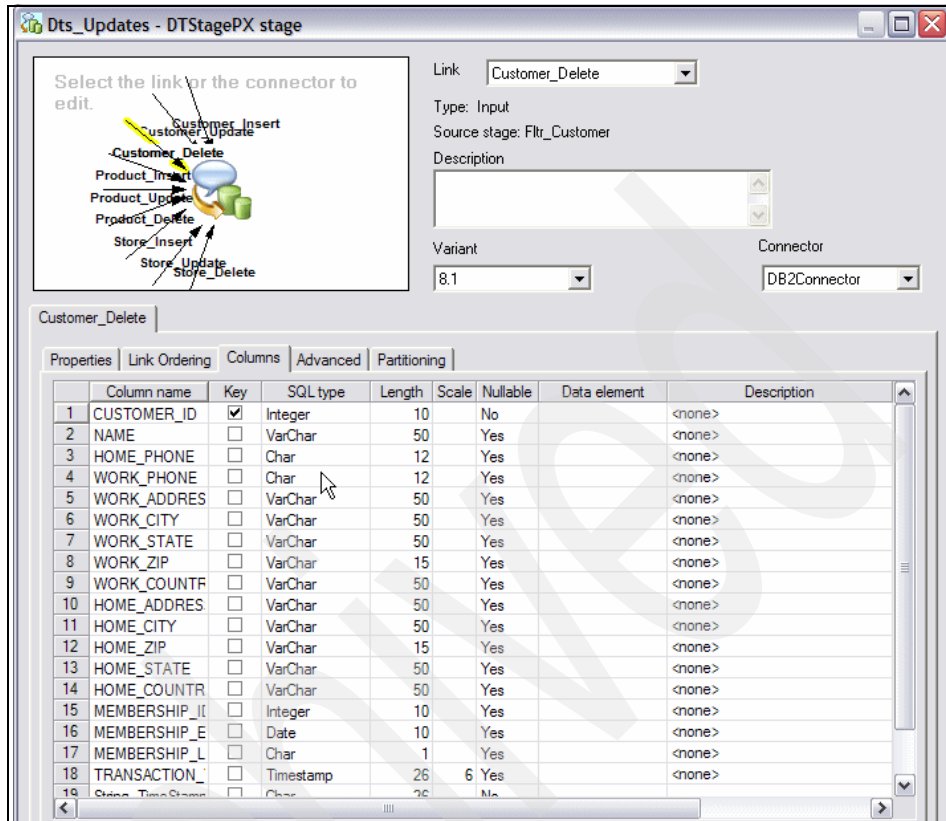 Dts_Updates - DTStagePX stage
Select the link or the connector to
edit.
Customer_Insert
Customer_Update
Customer_Delete
Product_Insert
Product_Update
Product_Delete
Store_Insert
Store_Update
Store_Delete
Link Customer_Delete
Type: Input
Source stage: Fltr_Customer
Description
Variant Connector
8.1 DB2Connector
Customer_Delete
Properties Link Ordering Columns Advanced Partitioning
Column name Key SQL type Length Scale Nullable Data element Description
1 CUSTOMER_ID Integer 10 No <none>
2 NAME VarChar 50 Yes <none>
3 HOME_PHONE Char 12 Yes <none>
4 WORK_PHONE Char 12 Yes <none>
5 WORK_ADDRES VarChar 50 Yes <none>
6 WORK_CITY VarChar 50 Yes <none>
7 WORK_STATE VarChar 50 Yes <none>
8 WORK_ZIP VarChar 15 Yes <none>
9 WORK_COUNTR VarChar 50 Yes <none>
10 HOME_ADDRES VarChar 50 Yes <none>
11 HOME_CITY VarChar 50 Yes <none>
12 HOME_ZIP VarChar 15 Yes <none>
13 HOME_STATE VarChar 50 Yes <none>
14 HOME_COUNTR VarChar 50 Yes <none>
15 MEMBERSHIP_I Integer 10 Yes <none>
16 MEMBERSHIP_E Date 10 Yes <none>
17 MEMBERSHIP_L Char 1 Yes <none>
18 TRANSACTION_ Timestamp 26 6 Yes <none>
19 String_TimeStamp Char 26 No